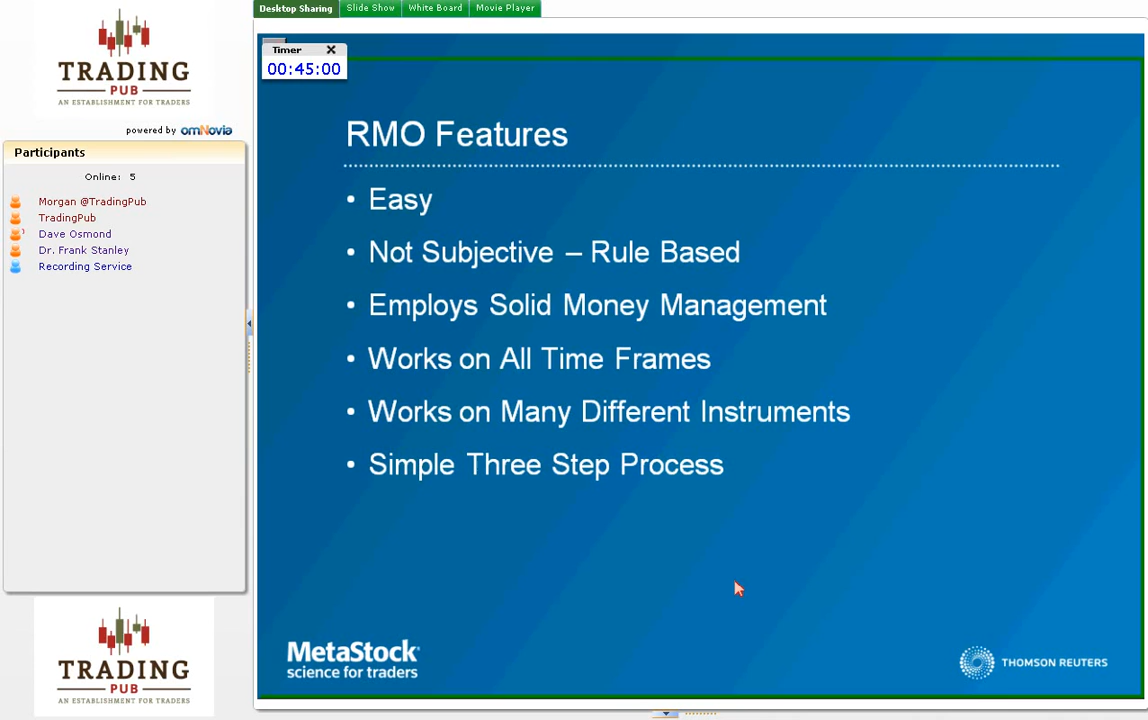 TRADING
PUB
AN ESTABLISHMENT FOR TRADERS
powered by omNovia
Participants
Online: 5
Morgan @TradingPub
TradingPub
Dave Osmond
Dr. Frank Stanley
Recording Service
TRADING
PUB
AN ESTABLISHMENT FOR TRADERS
Desktop Sharing Slide Show White Board Movie Player
Timer
00:45:00
RMO Features
• Easy
• Not Subjective – Rule Based
• Employs Solid Money Management
• Works on All Time Frames
• Works on Many Different Instruments
• Simple Three Step Process
MetaStock
science for traders
THOMSON REUTERS